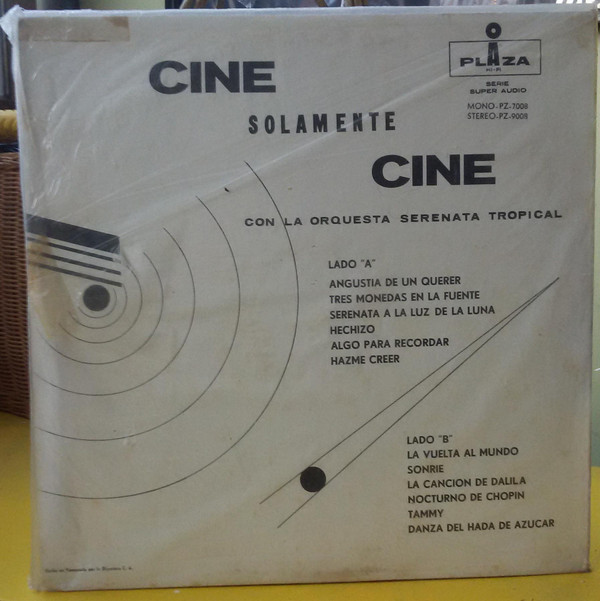 CINE
SOLAMENTE
CINE
PLAZA
HI-FI
SERIE
SUPER AUDIO
MONO-PZ-7008
STEREO-PZ-9008
CON LA ORQUESTA SERENATA TROPICAL
LADO "A"
ANGUSTIA DE UN QUERER
TRES MONEDAS EN LA FUENTE
SERENATA A LA LUZ DE LA LUNA
HECHIZO
ALGO PARA RECORDAR
HAZME CREER
LADO "B"
LA VUELTA AL MUNDO
SONRIE
LA CANCION DE DALILA
NOCTURNO DE CHOPIN
TAMMY
DANZA DEL HADA DE AZUCAR